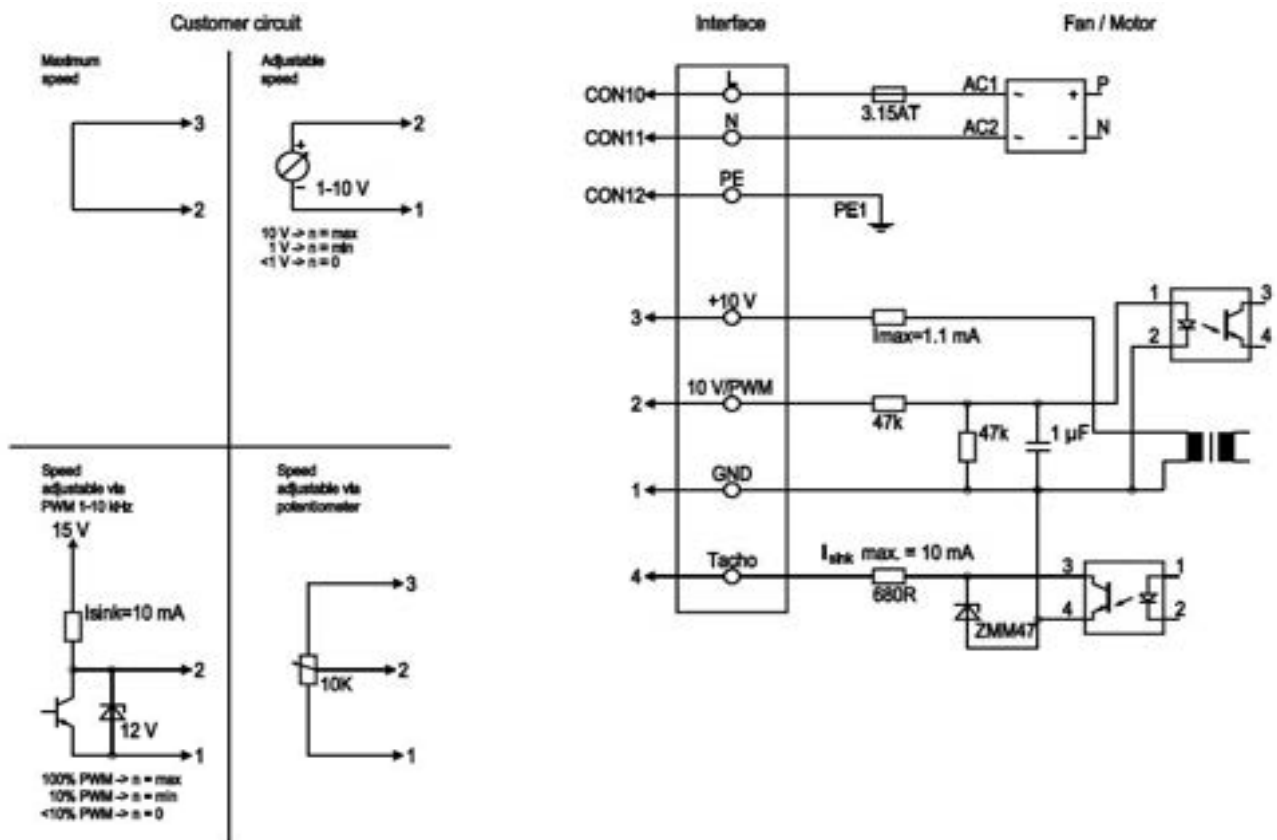 Customer circuit
Interface
Fan / Motor
Maximum
speed
3
2
Adjustable
speed
2
+
–
1-10 V
1
10 V -> n = max
1 V -> n = min
<1 V -> n = 0
Speed
adjustable via
PWM 1-10 kHz
15 V
Isink=10 mA
2
12 V
1
100% PWM -> n = max
10% PWM -> n = min
<10% PWM -> n = 0
Speed
adjustable via
potentiometer
3
2
10K
1
L
CON10
3.15AT
AC1
~
+
P
N
CON11
AC2
~
–
N
PE
CON12
PE1
+10 V
3
Imax=1.1 mA
1
2
3
4
10 V/PWM
2
47k
47k
1 µF
GND
1
Tacho
4
Isink max. = 10 mA
680R
ZMM47
3
4
1
2